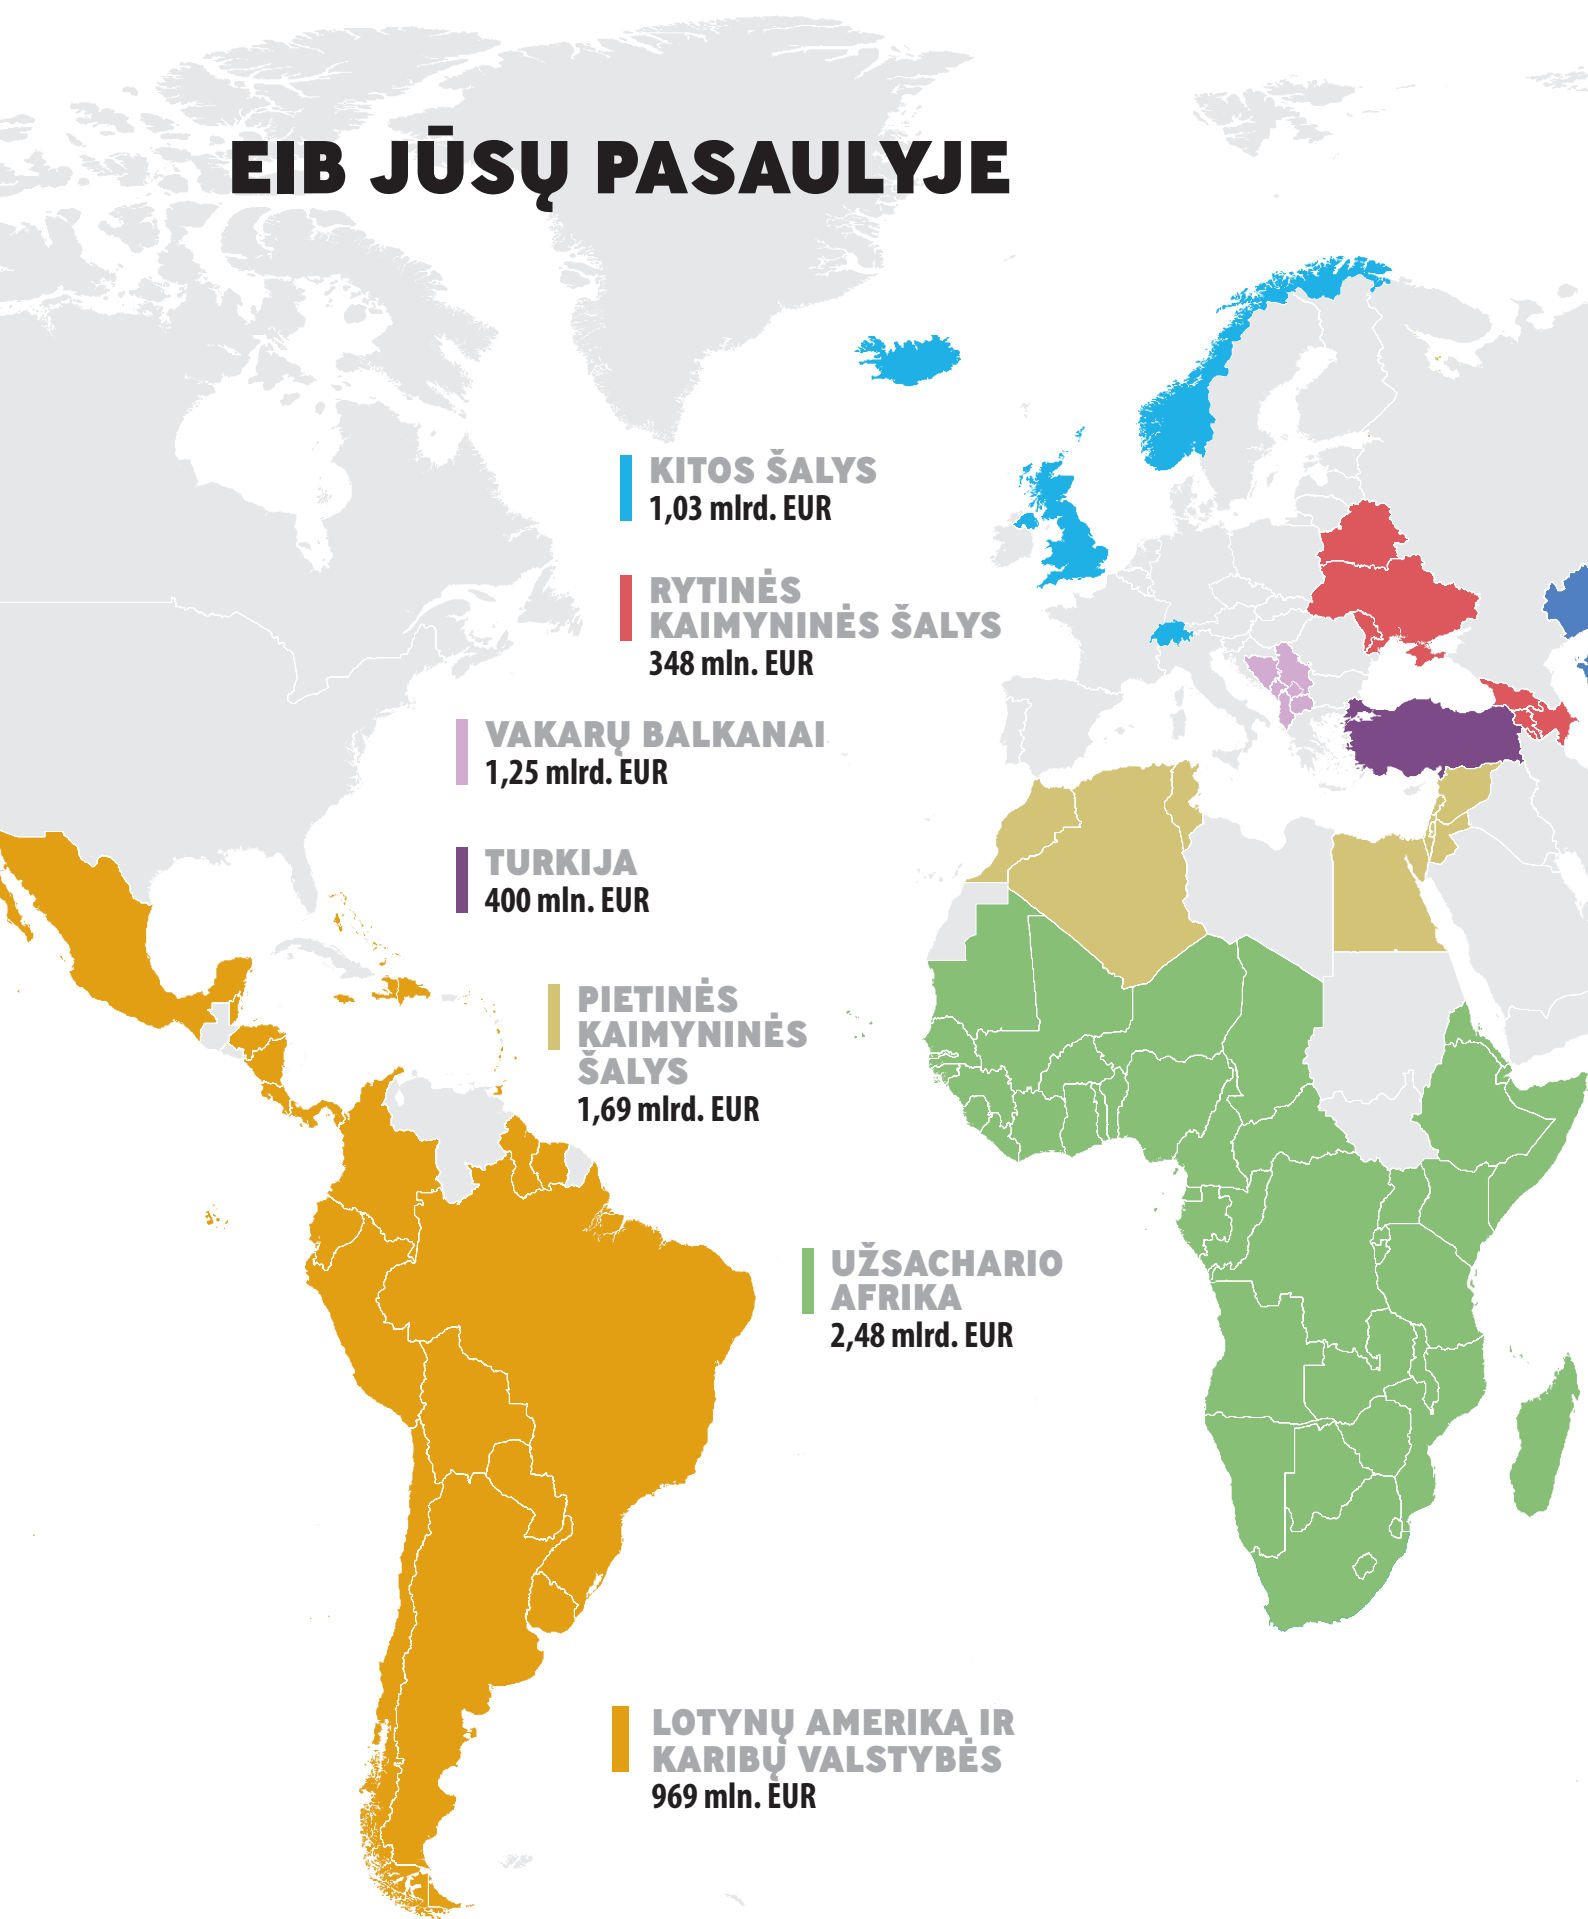 EIB JŪSŲ PASAULYJE
KITOS ŠALYS
1,03 mlrd. EUR
RYTINĖS
KAIMYNINĖS ŠALYS
348 mln. EUR
VAKARŲ BALKANAI
1,25 mlrd. EUR
TURKIJA
400 mln. EUR
PIETINĖS
KAIMYNINĖS
ŠALYS
1,69 mlrd. EUR
UŽSACHARIO
AFRIKA
2,48 mlrd. EUR
LOTYNŲ AMERIKA IR
KARIBŲ VALSTYBĖS
969 mln. EUR